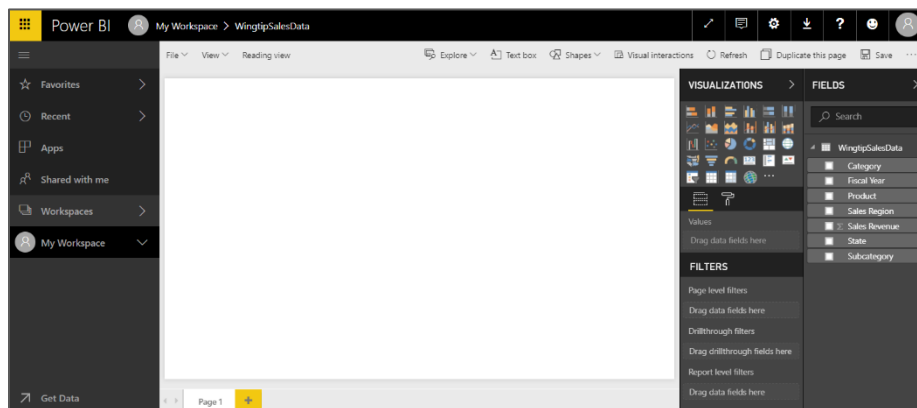 Power BI My Workspace > WingtipSalesData ?
File View Reading view Explore Text box Shapes Visual interactions Refresh Duplicate this page Save ...
Favorites
Recent
Apps
Shared with me
Workspaces
My Workspace
Get Data
Page 1 +
VISUALIZATIONS >
Values
Drag data fields here
FILTERS
Page level filters
Drag data fields here
Drillthrough filters
Drag drillthrough fields here
Report level filters
Drag data fields here
FIELDS >
Search
WingtipSalesData
Category
Fiscal Year
Product
Sales Region
Σ Sales Revenue
State
Subcategory